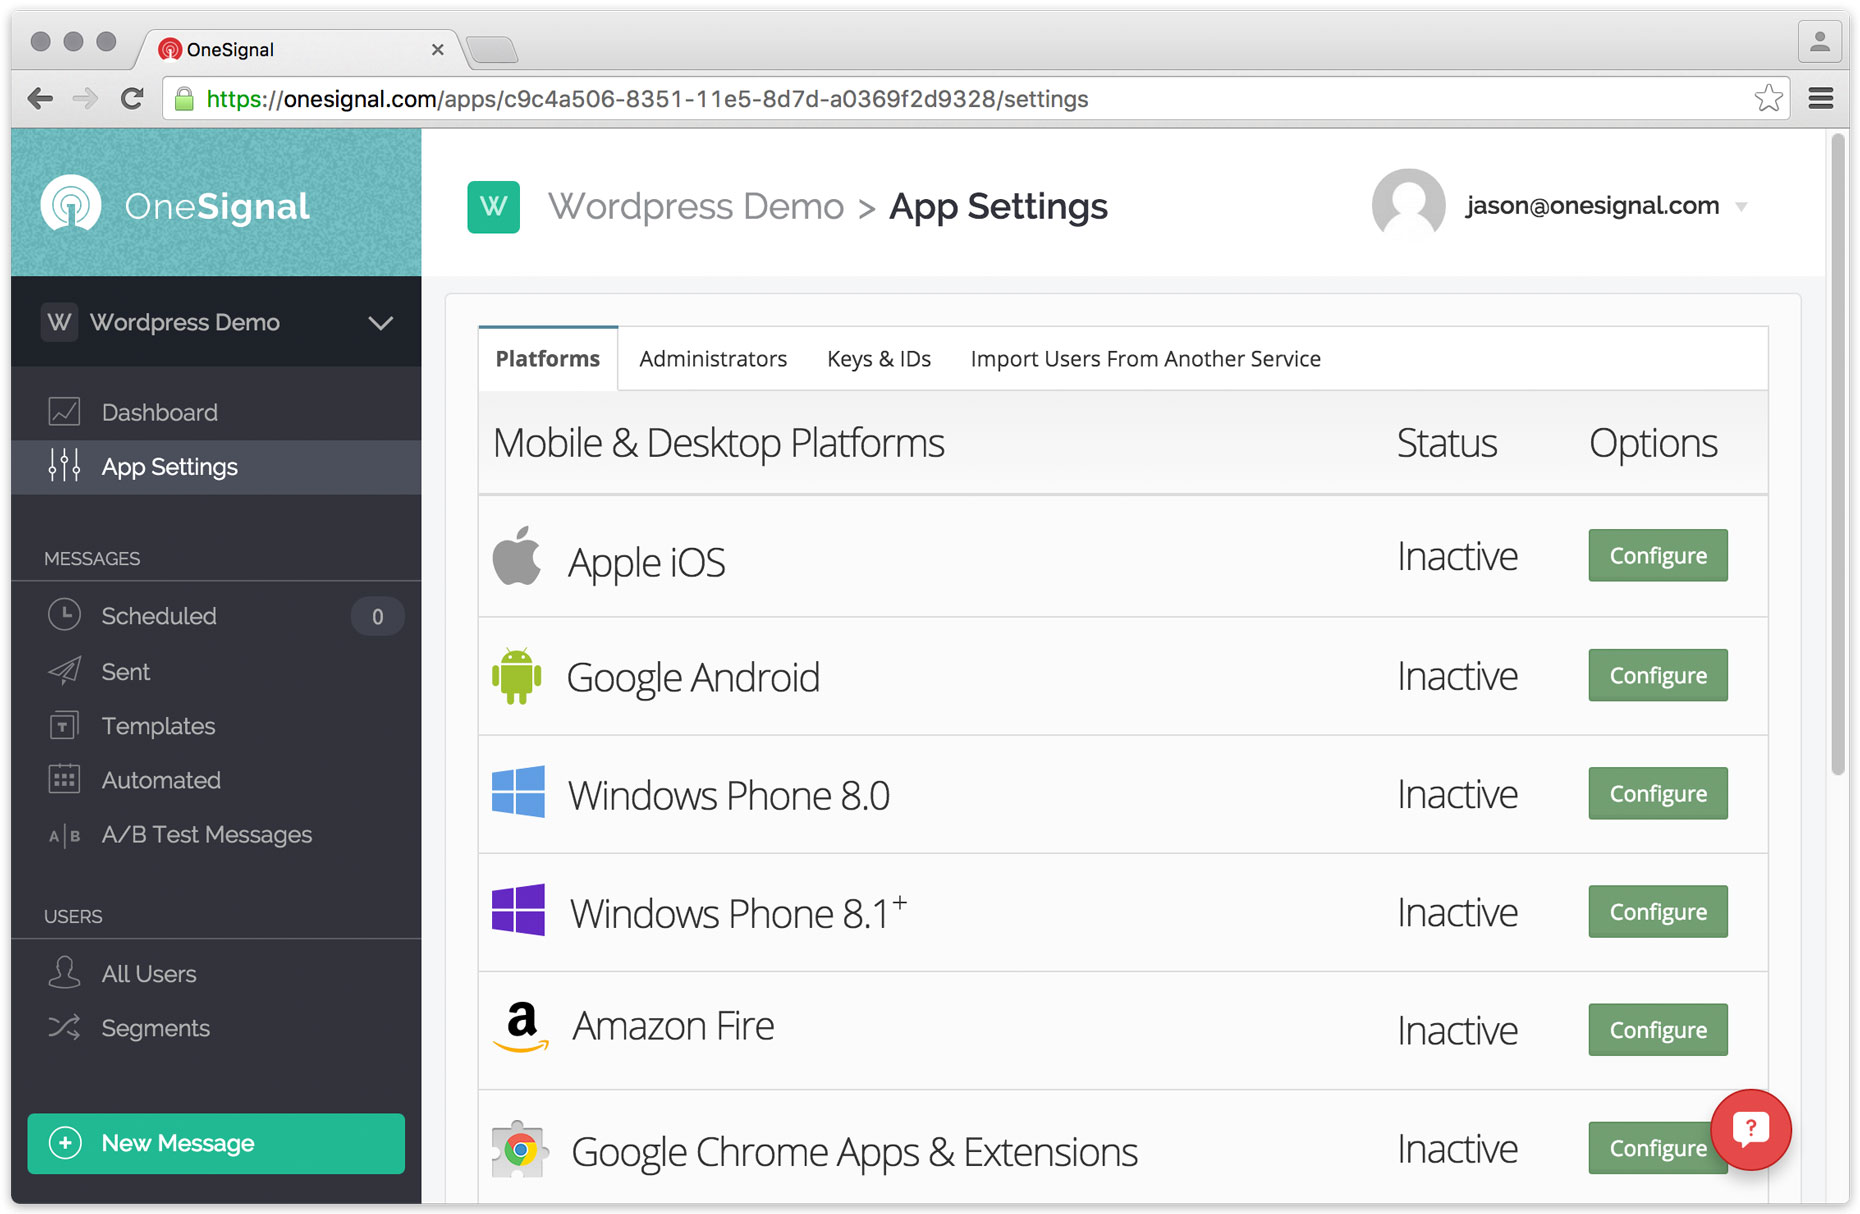 OneSignal
https://onesignal.com/apps/c9c4a506-8351-11e5-8d7d-a0369f2d9328/settings
OneSignal
W Wordpress Demo > App Settings
jason@onesignal.com
W Wordpress Demo
Dashboard
App Settings
MESSAGES
Scheduled 0
Sent
T Templates
Automated
A|B A/B Test Messages
USERS
All Users
Segments
+ New Message
Platforms Administrators Keys & IDs Import Users From Another Service
Mobile & Desktop Platforms Status Options
Apple iOS Inactive Configure
Google Android Inactive Configure
Windows Phone 8.0 Inactive Configure
Windows Phone 8.1+ Inactive Configure
a Amazon Fire Inactive Configure
Google Chrome Apps & Extensions Inactive Configure
?